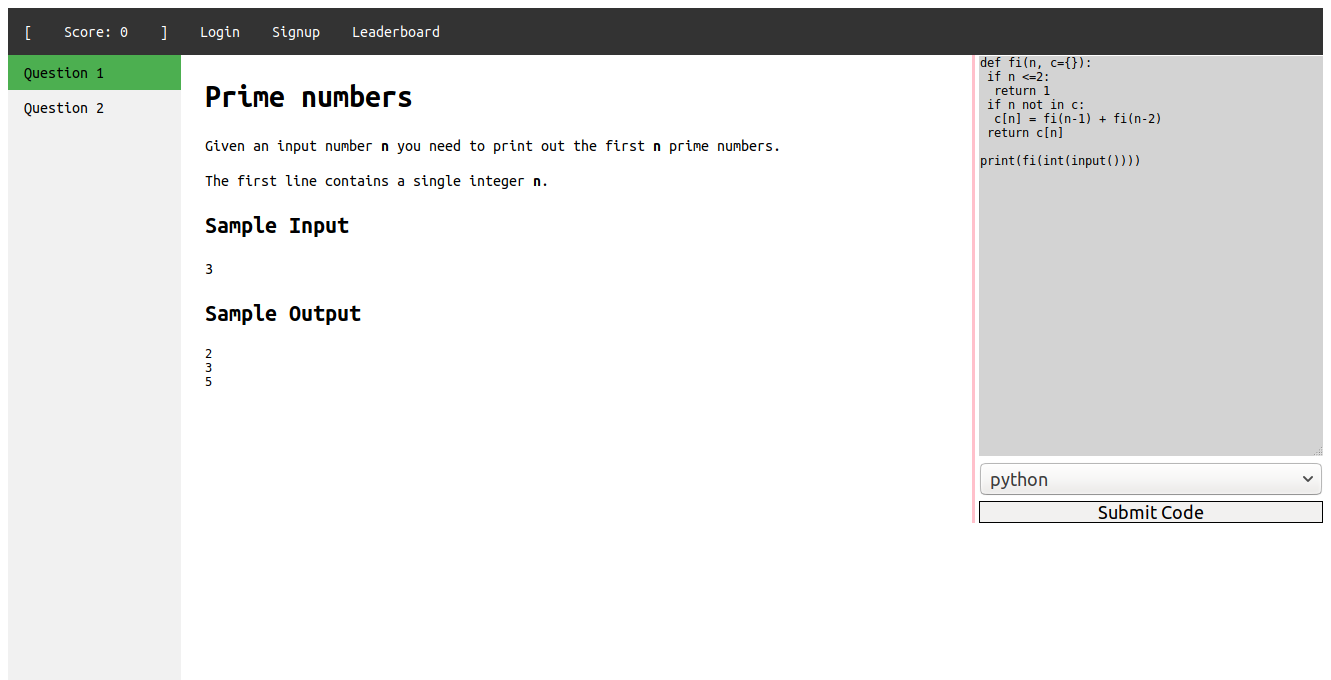 [ Score: 0 ] Login Signup Leaderboard
Question 1
Question 2
Prime numbers
Given an input number n you need to print out the first n prime numbers.
The first line contains a single integer n.
Sample Input
3
Sample Output
2
3
5
def fi(n, c={}):
 if n <=2:
  return 1
 if n not in c:
  c[n] = fi(n-1) + fi(n-2)
 return c[n]

print(fi(int(input())))
python
Submit Code